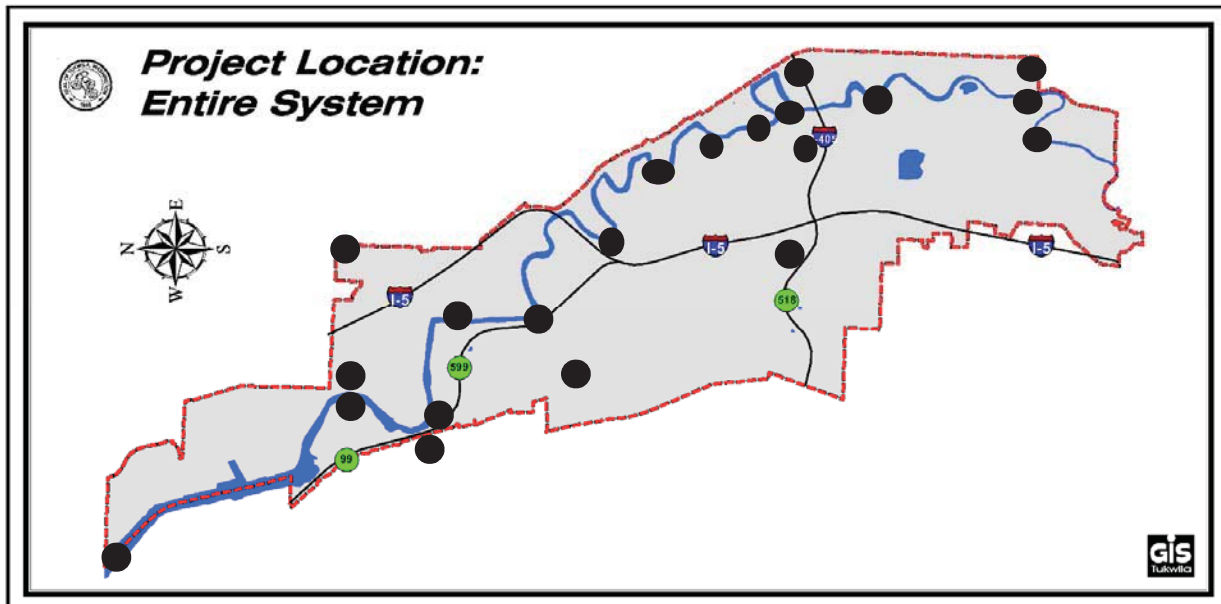 Project Location:
Entire System
E
N
S
W
I-405
I-5
I-5
I-5
518
599
99
GIS
Tukwila